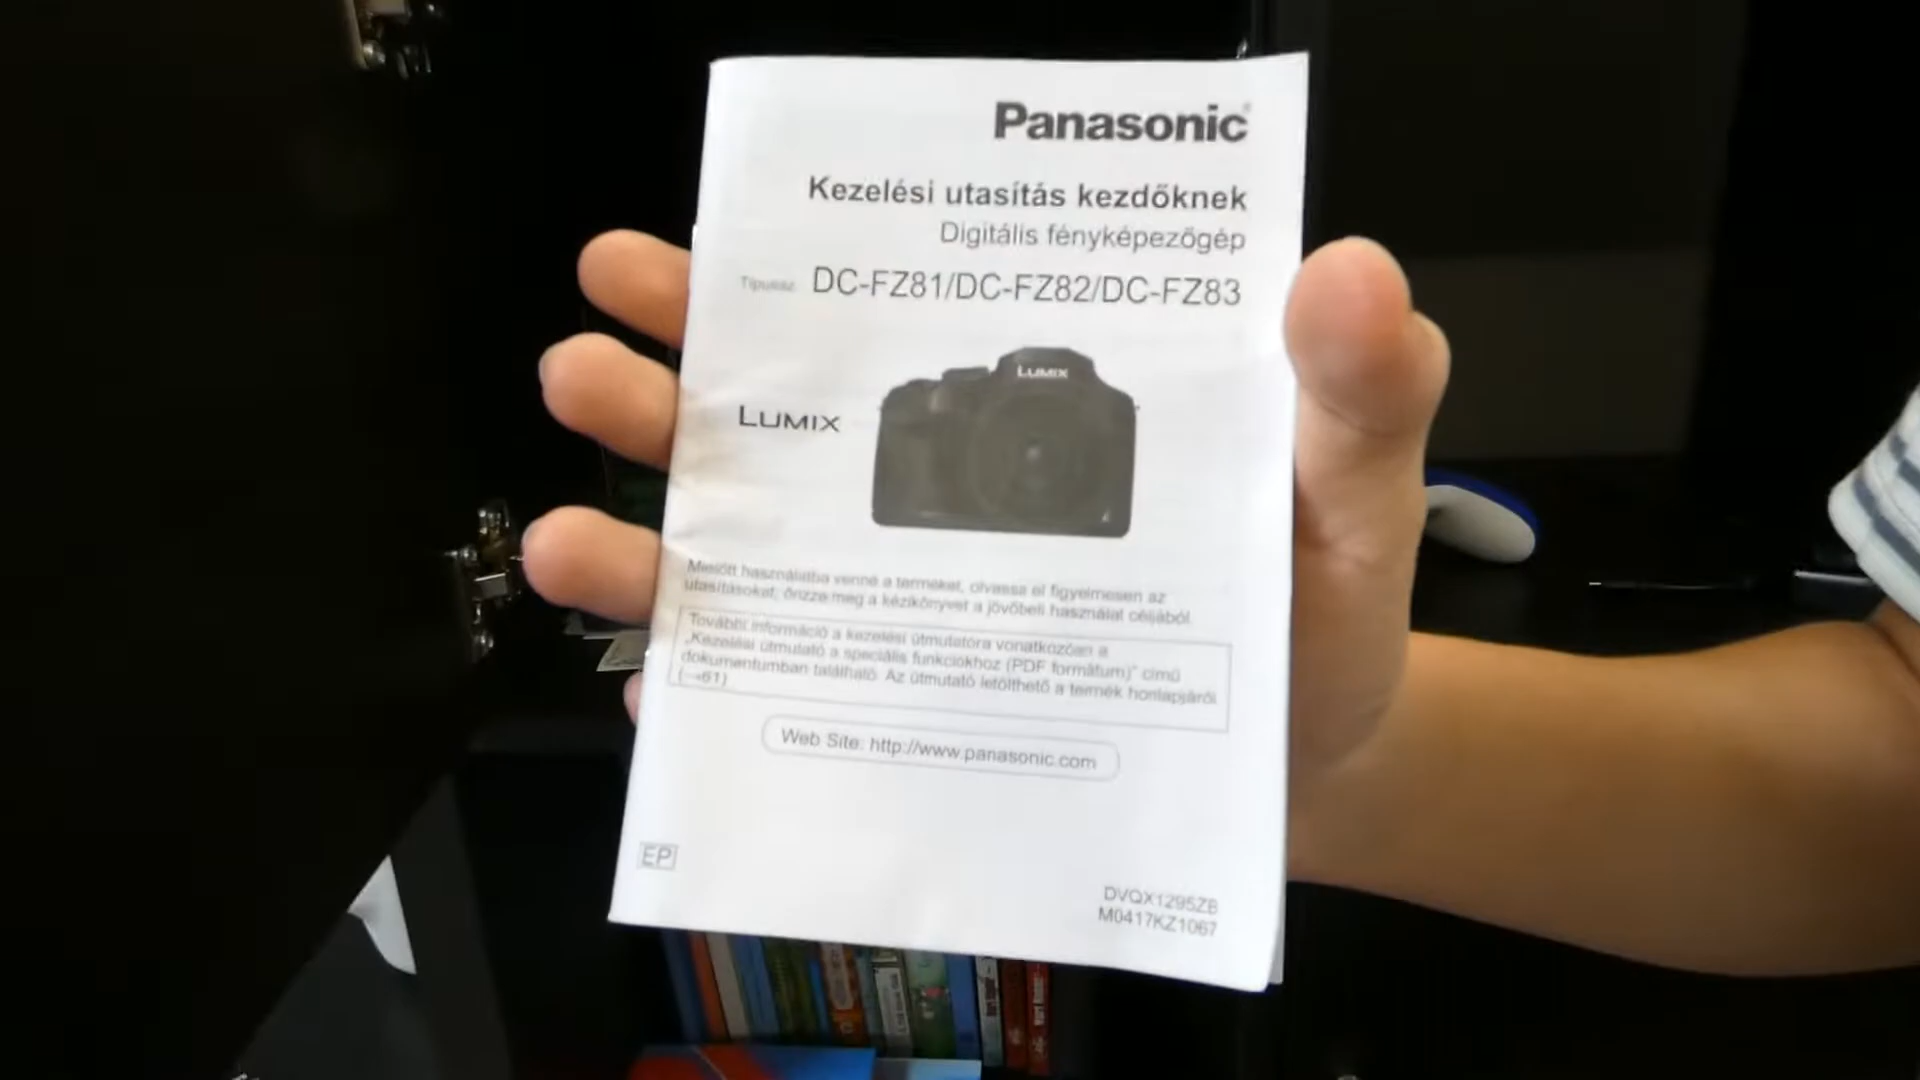 Panasonic
Kezelési utasítás kezdőknek
Digitális fényképezőgép
Típussz. DC-FZ81/DC-FZ82/DC-FZ83
LUMIX
LUMIX
Mielőtt használatba venné a terméket, olvassa el figyelmesen az
utasításokat, őrizze meg a kézikönyvet a jövőbeli használat céljából.
További információ a kezelési útmutatóra vonatkozóan a
„Kezelési útmutató a speciális funkciókhoz (PDF formátum)” című
dokumentumban található. Az útmutató letölthető a termék honlapjáról.
(→61)
Web Site: http://www.panasonic.com
EP
DVQX1295ZB
M0417KZ1067